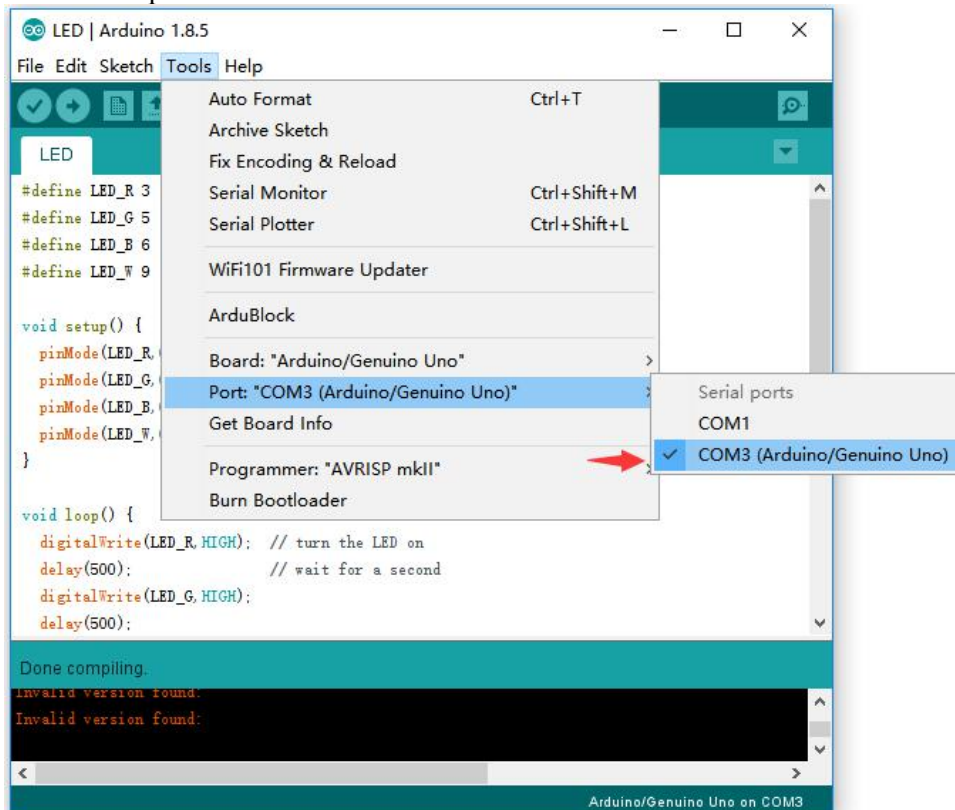 LED | Arduino 1.8.5
File Edit Sketch Tools Help
Auto Format Ctrl+T
Archive Sketch
Fix Encoding & Reload
Serial Monitor Ctrl+Shift+M
Serial Plotter Ctrl+Shift+L
WiFi101 Firmware Updater
ArduBlock
Board: "Arduino/Genuino Uno"
Port: "COM3 (Arduino/Genuino Uno)"
Get Board Info
Programmer: "AVRISP mkII"
Burn Bootloader
Serial ports
COM1
COM3 (Arduino/Genuino Uno)
LED
#define LED_R 3
#define LED_G 5
#define LED_B 6
#define LED_W 9
void setup() {
pinMode(LED_R,
pinMode(LED_G,
pinMode(LED_B,
pinMode(LED_W,
}
void loop() {
digitalWrite(LED_R,HIGH); // turn the LED on
delay(500); // wait for a second
digitalWrite(LED_G,HIGH);
delay(500);
Done compiling.
Invalid version found:
Invalid version found:
Arduino/Genuino Uno on COM3